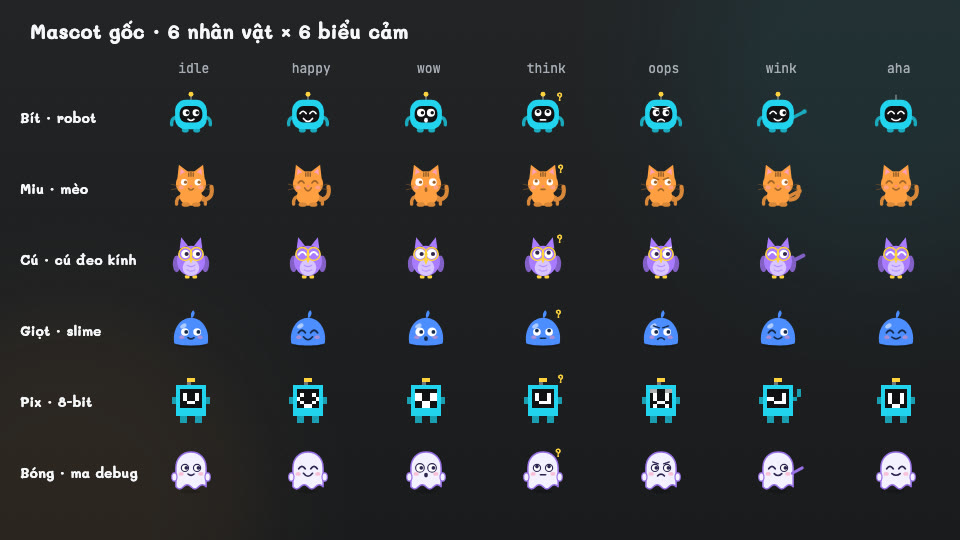 Mascot gốc · 6 nhân vật × 6 biểu cảm
idle happy wow think oops wink aha
Bít · robot
?
Miu · mèo
?
Cú · cú đeo kính
?
Giọt · slime
?
Pix · 8-bit
?
Bóng · ma debug
?